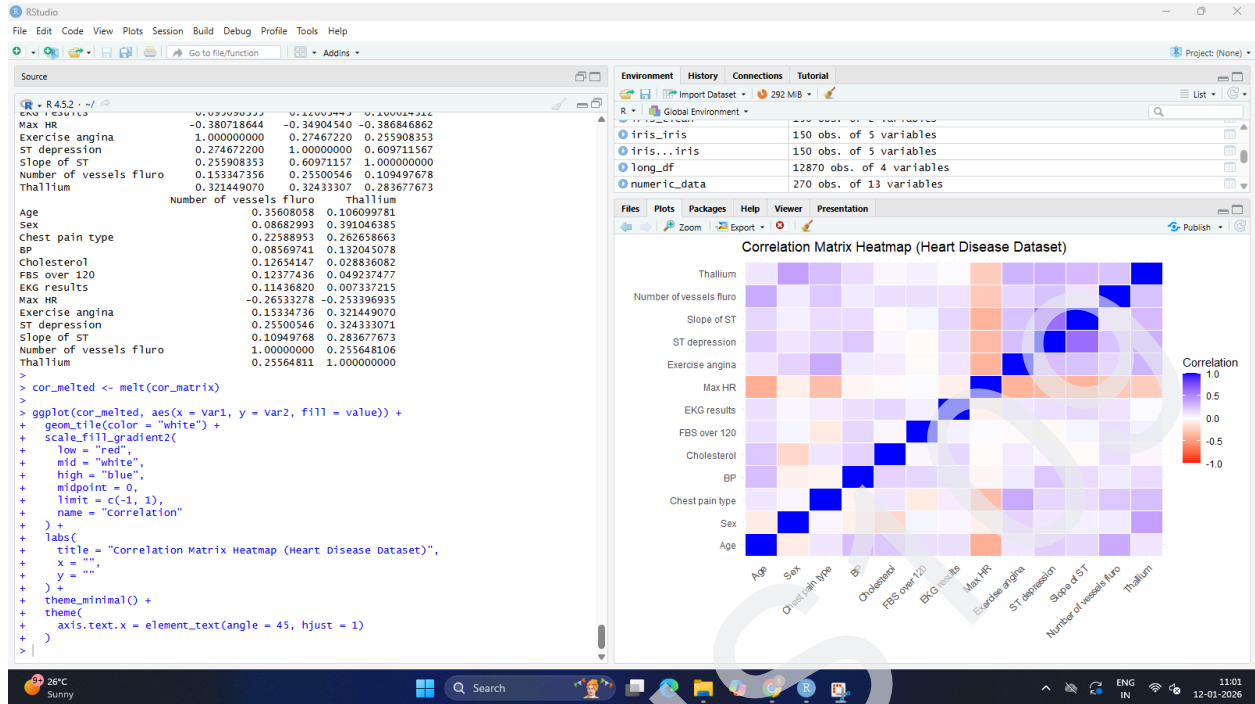 RStudio
File Edit Code View Plots Session Build Debug Profile Tools Help
Go to file/function Addins
Project: (None)
Source
R 4.5.2 · ~/
EKG results 0.095098355 0.12003445 0.100024512
Max HR -0.380718644 -0.34904540 -0.386846862
Exercise angina 1.000000000 0.27467220 0.255908353
ST depression 0.274672200 1.00000000 0.609711567
Slope of ST 0.255908353 0.60971157 1.000000000
Number of vessels fluro 0.153347356 0.25500546 0.109497678
Thallium 0.321449070 0.32433307 0.283677673
Number of vessels fluro Thallium
Age 0.35608058 0.106099781
Sex 0.08682993 0.391046385
Chest pain type 0.22588953 0.262658663
BP 0.08569741 0.132045078
Cholesterol 0.12654147 0.028836082
FBS over 120 0.12377436 0.049237477
EKG results 0.11436820 0.007337215
Max HR -0.26533278 -0.253396935
Exercise angina 0.15334736 0.321449070
ST depression 0.25500546 0.324333071
Slope of ST 0.10949768 0.283677673
Number of vessels fluro 1.00000000 0.255648106
Thallium 0.25564811 1.000000000
>
> cor_melted <- melt(cor_matrix)
>
> ggplot(cor_melted, aes(x = Var1, y = Var2, fill = value)) +
+ geom_tile(color = "white") +
+ scale_fill_gradient2(
+ low = "red",
+ mid = "white",
+ high = "blue",
+ midpoint = 0,
+ limit = c(-1, 1),
+ name = "Correlation"
+ ) +
+ labs(
+ title = "Correlation Matrix Heatmap (Heart Disease Dataset)",
+ x = "",
+ y = ""
+ ) +
+ theme_minimal() +
+ theme(
+ axis.text.x = element_text(angle = 45, hjust = 1)
+ )
>
Environment History Connections Tutorial
Import Dataset 292 MiB List
R Global Environment
iris_iris 150 obs. of 5 variables
iris...iris 150 obs. of 5 variables
long_df 12870 obs. of 4 variables
numeric_data 270 obs. of 13 variables
Files Plots Packages Help Viewer Presentation
Zoom Export Publish
Correlation Matrix Heatmap (Heart Disease Dataset)
Thallium
Number of vessels fluro
Slope of ST
ST depression
Exercise angina
Max HR
EKG results
FBS over 120
Cholesterol
BP
Chest pain type
Sex
Age
Age Sex Chest pain type BP Cholesterol FBS over 120 EKG results Max HR Exercise angina ST depression Slope of ST Number of vessels fluro Thallium
Correlation
1.0
0.5
0.0
-0.5
-1.0
9+ 26°C
Sunny
Search
ENG
IN
11:01
12-01-2026